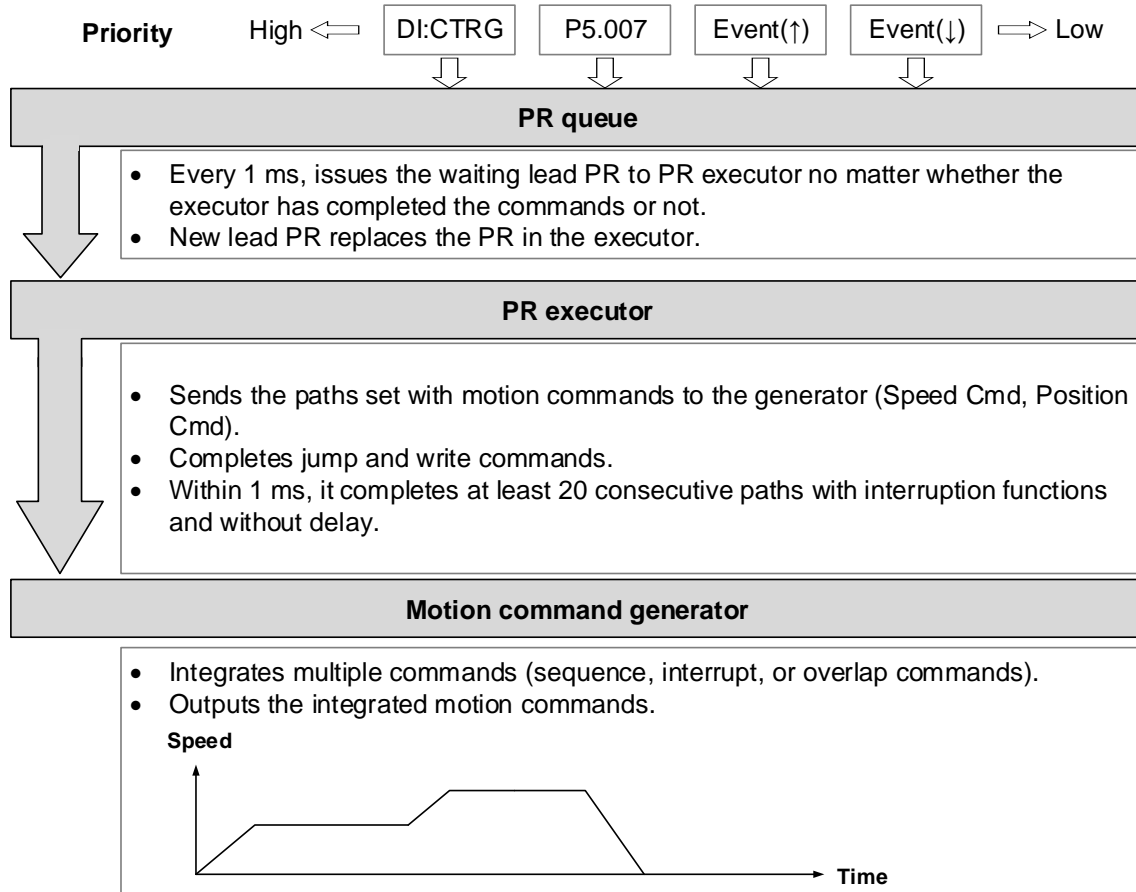 Priority High DI:CTRG P5.007 Event(↑) Event(↓) Low
PR queue
• Every 1 ms, issues the waiting lead PR to PR executor no matter whether the
executor has completed the commands or not.
• New lead PR replaces the PR in the executor.
PR executor
• Sends the paths set with motion commands to the generator (Speed Cmd, Position
Cmd).
• Completes jump and write commands.
• Within 1 ms, it completes at least 20 consecutive paths with interruption functions
and without delay.
Motion command generator
• Integrates multiple commands (sequence, interrupt, or overlap commands).
• Outputs the integrated motion commands.
Speed
Time